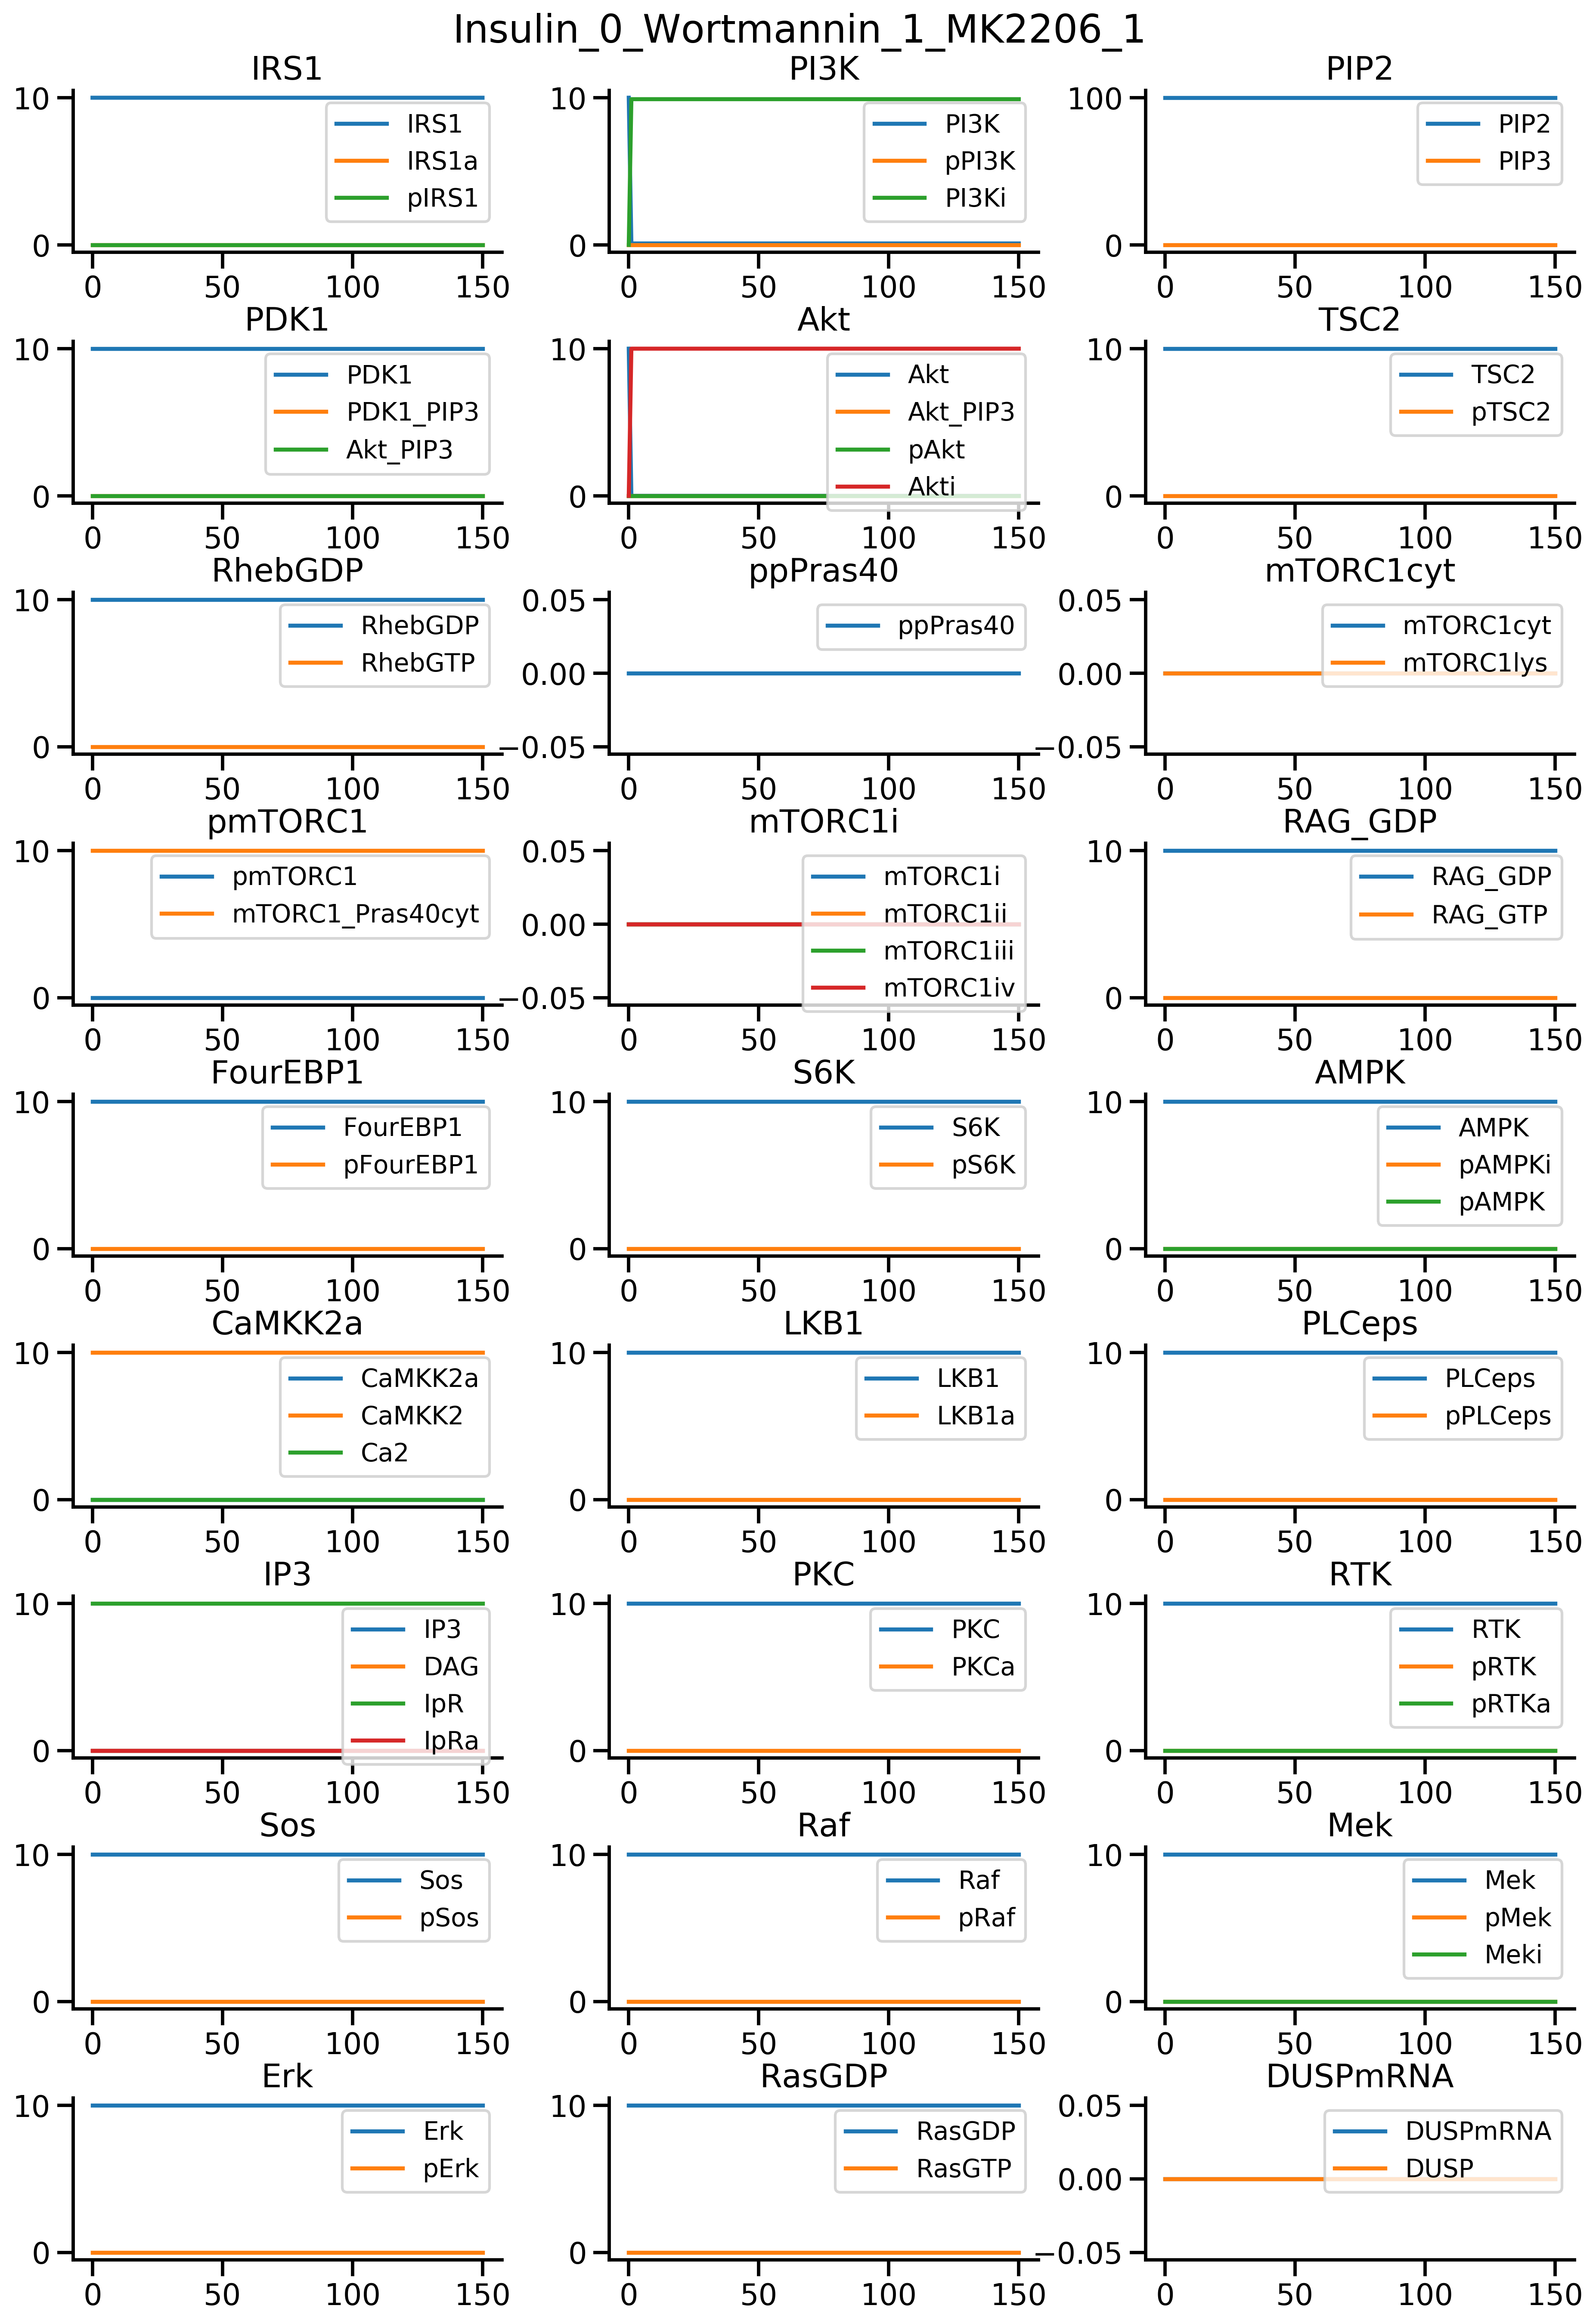 Insulin_0_Wortmannin_1_MK2206_1
IRS1
10
0
0 50 100 150
IRS1
IRS1a
pIRS1
PI3K
10
0
0 50 100 150
PI3K
pPI3K
PI3Ki
PIP2
100
0
0 50 100 150
PIP2
PIP3
PDK1
10
0
0 50 100 150
PDK1
PDK1_PIP3
Akt_PIP3
Akt
10
0
0 50 100 150
Akt
Akt_PIP3
pAkt
Akti
TSC2
10
0
0 50 100 150
TSC2
pTSC2
RhebGDP
10
0
0 50 100 150
RhebGDP
RhebGTP
ppPras40
0.05
0.00
−0.05
0 50 100 150
ppPras40
mTORC1cyt
0.05
0.00
−0.05
0 50 100 150
mTORC1cyt
mTORC1lys
pmTORC1
10
0
0 50 100 150
pmTORC1
mTORC1_Pras40cyt
mTORC1i
0.05
0.00
−0.05
0 50 100 150
mTORC1i
mTORC1ii
mTORC1iii
mTORC1iv
RAG_GDP
10
0
0 50 100 150
RAG_GDP
RAG_GTP
FourEBP1
10
0
0 50 100 150
FourEBP1
pFourEBP1
S6K
10
0
0 50 100 150
S6K
pS6K
AMPK
10
0
0 50 100 150
AMPK
pAMPKi
pAMPK
CaMKK2a
10
0
0 50 100 150
CaMKK2a
CaMKK2
Ca2
LKB1
10
0
0 50 100 150
LKB1
LKB1a
PLCeps
10
0
0 50 100 150
PLCeps
pPLCeps
IP3
10
0
0 50 100 150
IP3
DAG
IpR
IpRa
PKC
10
0
0 50 100 150
PKC
PKCa
RTK
10
0
0 50 100 150
RTK
pRTK
pRTKa
Sos
10
0
0 50 100 150
Sos
pSos
Raf
10
0
0 50 100 150
Raf
pRaf
Mek
10
0
0 50 100 150
Mek
pMek
Meki
Erk
10
0
0 50 100 150
Erk
pErk
RasGDP
10
0
0 50 100 150
RasGDP
RasGTP
DUSPmRNA
0.05
0.00
−0.05
0 50 100 150
DUSPmRNA
DUSP